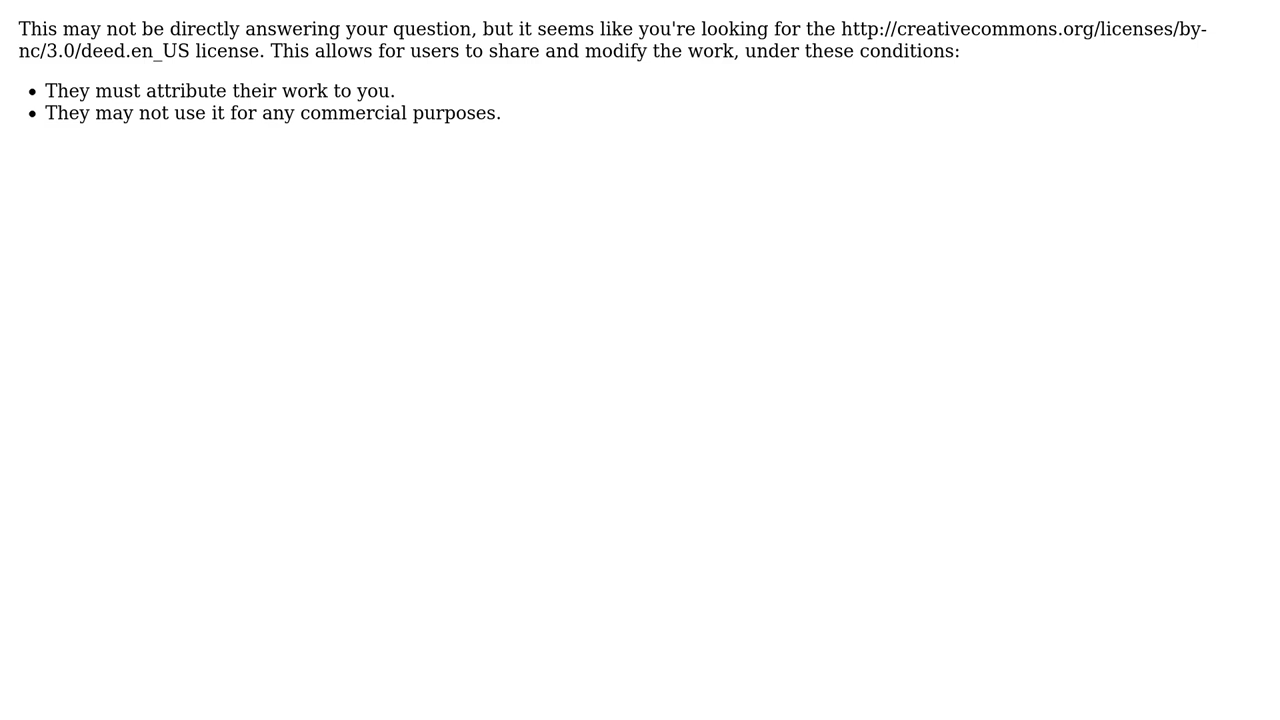 This may not be directly answering your question, but it seems like you're looking for the http://creativecommons.org/licenses/by-
nc/3.0/deed.en_US license. This allows for users to share and modify the work, under these conditions:
• They must attribute their work to you.
• They may not use it for any commercial purposes.